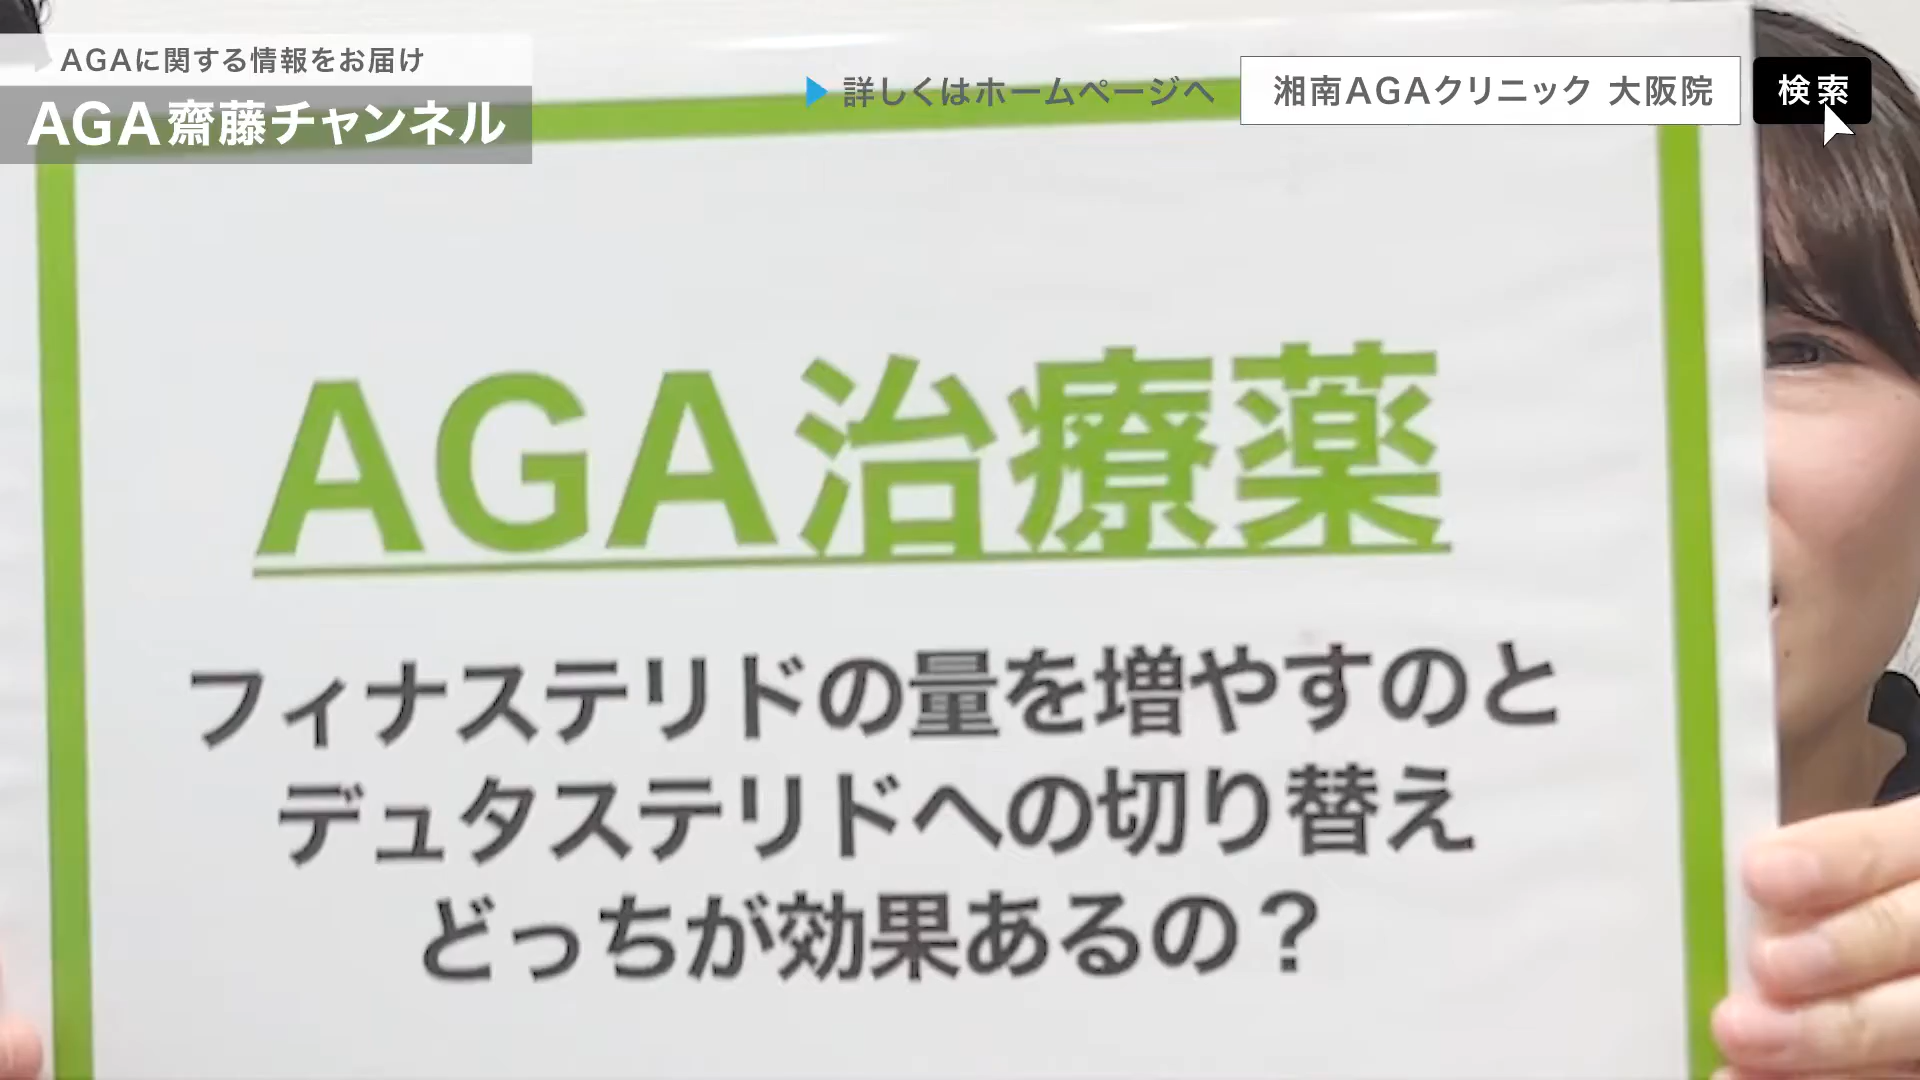 AGAに関する情報をお届け
AGA齋藤チャンネル
詳しくはホームページへ
湘南AGAクリニック 大阪院
検索
AGA治療薬
フィナステリドの量を増やすのと
デュタステリドへの切り替え
どっちが効果あるの？